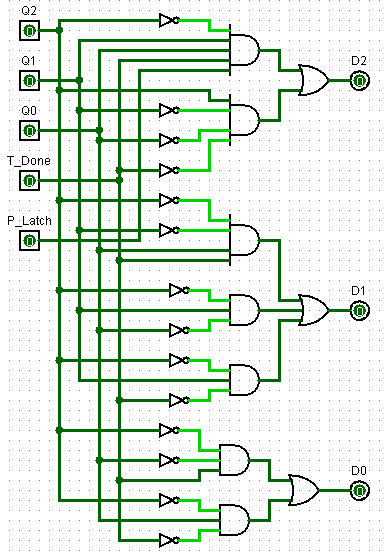 Q2
D2
Q1
Q0
T_Done
P_Latch
D1
D0